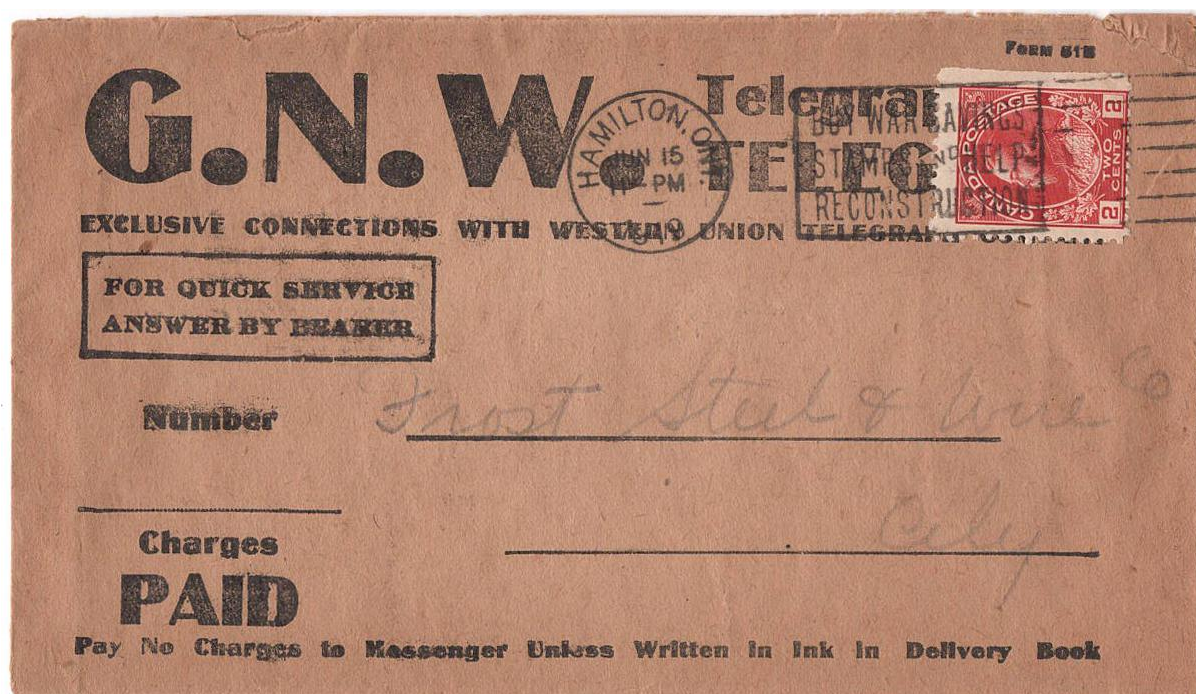 FORM 51B
G.N.W. Telegra
TELEG
HAMILTON, ONT.
JUN 15
PM
1919
BUY WAR SAVINGS
STAMPS AND HELP
RECONSTRUCTION
CANADA POSTAGE
2 TWO CENTS 2
EXCLUSIVE CONNECTIONS WITH WESTERN UNION TELEGRAPH
FOR QUICK SERVICE
ANSWER BY BEARER
Frost Steel & Wire Co
Number
City
Charges
PAID
Pay No Charges to Messenger Unless Written in Ink in Delivery Book